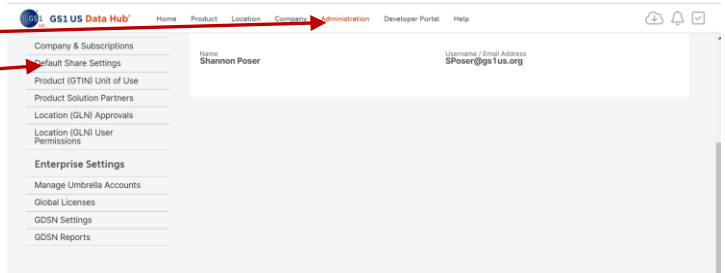 GS1 US
GS1 US Data Hub® Home Product Location Company Administration Developer Portal Help
Company & Subscriptions
Default Share Settings
Product (GTIN) Unit of Use
Product Solution Partners
Location (GLN) Approvals
Location (GLN) User
Permissions
Enterprise Settings
Manage Umbrella Accounts
Global Licenses
GDSN Settings
GDSN Reports
Name
Shannon Poser
Username / Email Address
SPoser@gs1us.org